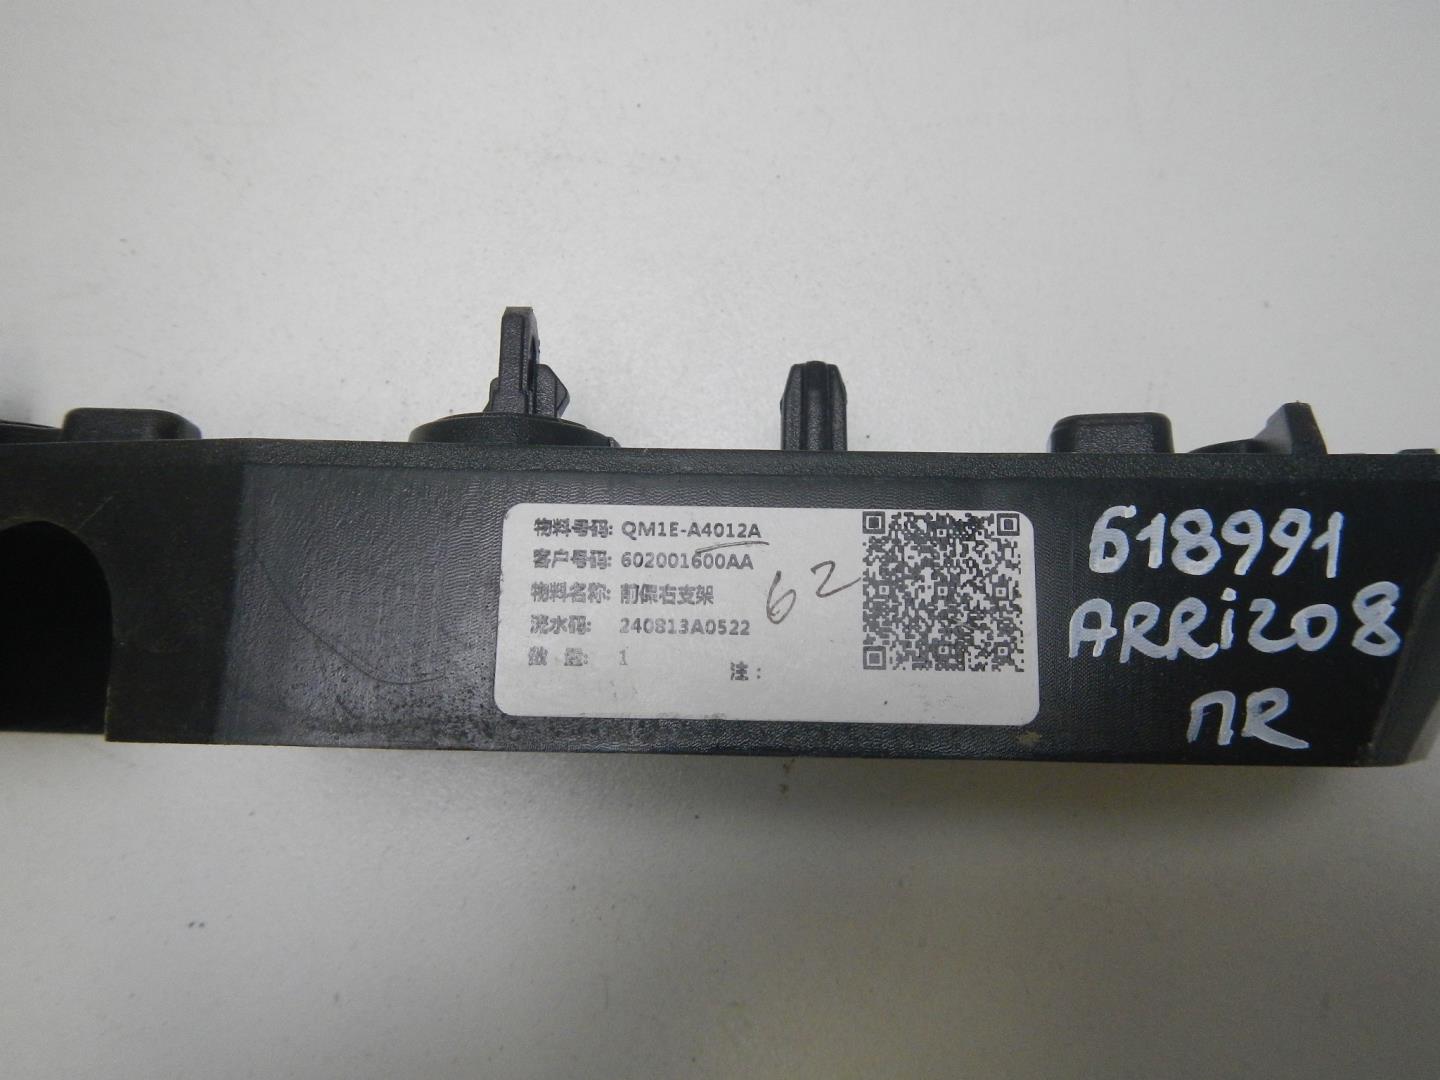 物料号码: QM1E-A4012A
客户号码: 602001600AA
物料名称: 前保右支架
流水码: 240813A0522
数 量: 1
注:
62
618991
ARRizo8
ПR